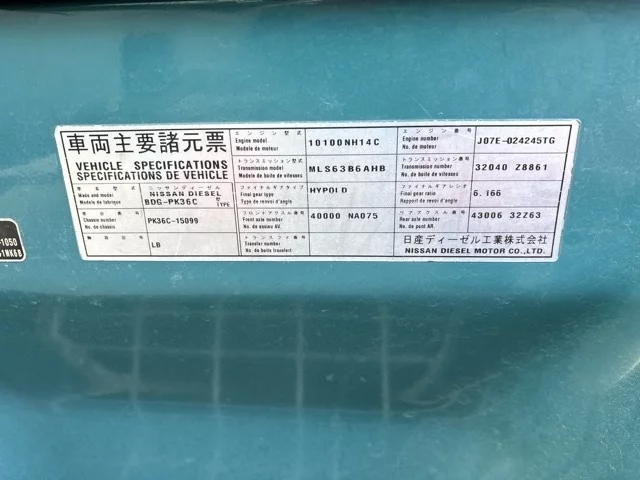 車両主要諸元票
VEHICLE SPECIFICATIONS
SPECIFICATIONS DE VEHICLE
Make and model
Modele de fabrique
ニッサンディーゼル
NISSAN DIESEL
BDG-PK36C
型
TYPE
車台番号
Chassis number
No. de chassis
PK36C-15099
LB
エンジン型式
Engine model
Modele de moteur
10100NH14C
エンジン番号
Engine number
No. de moteur
J07E-024245TG
トランスミッション型式
Transmission model
Modele de boite de vitesses
MLS63B6AHB
トランスミッション番号
Transmission number
No. de boite de vitesses
32040 Z8861
ファイナルギアタイプ
Final gear type
Type de renvoi d'angle
HYPOLD
ファイナルギアレシオ
Final gear ratio
Rapport de renvoi d'angle
6.166
フロントアクスル番号
Front axle number
No. d'essieu avant
40000 NA075
リアアクスル番号
Rear axle number
No. de pont AR.
43006 32Z63
トランスファ番号
Transfer number
No. de boite transfert
日産ディーゼル工業株式会社
NISSAN DIESEL MOTOR CO., LTD.
-1050
51NK68